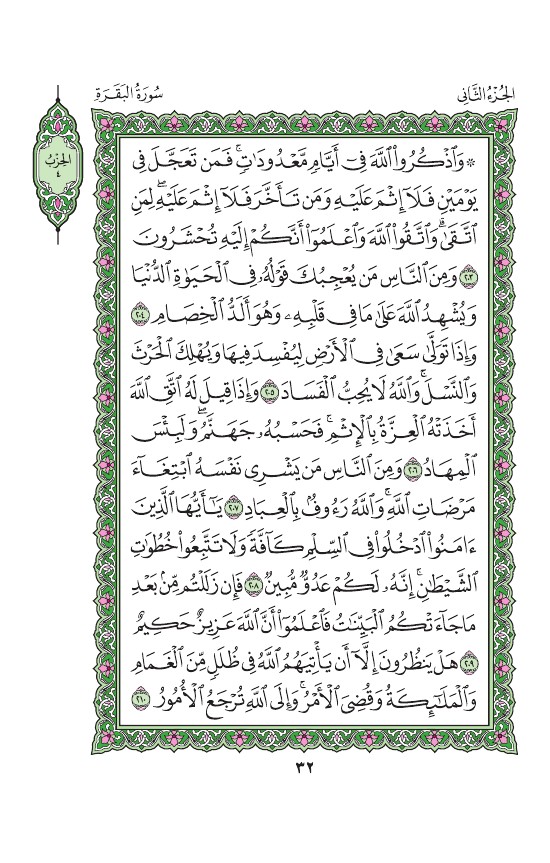 الجُزْءُ الثَّانِي
سُورَةُ البَقَرَةِ
الحِزْبُ
٤
۞ وَٱذْكُرُوا۟ ٱللَّهَ فِىٓ أَيَّامٍ مَّعْدُودَٰتٍ ۚ فَمَن تَعَجَّلَ فِى
يَوْمَيْنِ فَلَآ إِثْمَ عَلَيْهِ وَمَن تَأَخَّرَ فَلَآ إِثْمَ عَلَيْهِ ۖ لِمَنِ
ٱتَّقَىٰ ۗ وَٱتَّقُوا۟ ٱللَّهَ وَٱعْلَمُوٓا۟ أَنَّكُمْ إِلَيْهِ تُحْشَرُونَ
٢٠٣ وَمِنَ ٱلنَّاسِ مَن يُعْجِبُكَ قَوْلُهُۥ فِى ٱلْحَيَوٰةِ ٱلدُّنْيَا
وَيُشْهِدُ ٱللَّهَ عَلَىٰ مَا فِى قَلْبِهِۦ وَهُوَ أَلَدُّ ٱلْخِصَامِ ٢٠٤
وَإِذَا تَوَلَّىٰ سَعَىٰ فِى ٱلْأَرْضِ لِيُفْسِدَ فِيهَا وَيُهْلِكَ ٱلْحَرْثَ
وَٱلنَّسْلَ ۗ وَٱللَّهُ لَا يُحِبُّ ٱلْفَسَادَ ٢٠٥ وَإِذَا قِيلَ لَهُ ٱتَّقِ ٱللَّهَ
أَخَذَتْهُ ٱلْعِزَّةُ بِٱلْإِثْمِ ۚ فَحَسْبُهُۥ جَهَنَّمُ ۚ وَلَبِئْسَ
ٱلْمِهَادُ ٢٠٦ وَمِنَ ٱلنَّاسِ مَن يَشْرِى نَفْسَهُ ٱبْتِغَآءَ
مَرْضَاتِ ٱللَّهِ ۗ وَٱللَّهُ رَءُوفٌۢ بِٱلْعِبَادِ ٢٠٧ يَٰٓأَيُّهَا ٱلَّذِينَ
ءَامَنُوا۟ ٱدْخُلُوا۟ فِى ٱلسِّلْمِ كَآفَّةً وَلَا تَتَّبِعُوا۟ خُطُوَٰتِ
ٱلشَّيْطَٰنِ ۚ إِنَّهُۥ لَكُمْ عَدُوٌّ مُّبِينٌ ٢٠٨ فَإِن زَلَلْتُم مِّنۢ بَعْدِ
مَا جَآءَتْكُمُ ٱلْبَيِّنَٰتُ فَٱعْلَمُوٓا۟ أَنَّ ٱللَّهَ عَزِيزٌ حَكِيمٌ
٢٠٩ هَلْ يَنظُرُونَ إِلَّآ أَن يَأْتِيَهُمُ ٱللَّهُ فِى ظُلَلٍ مِّنَ ٱلْغَمَامِ
وَٱلْمَلَٰٓئِكَةُ وَقُضِىَ ٱلْأَمْرُ ۚ وَإِلَى ٱللَّهِ تُرْجَعُ ٱلْأُمُورُ ٢١٠
٣٢